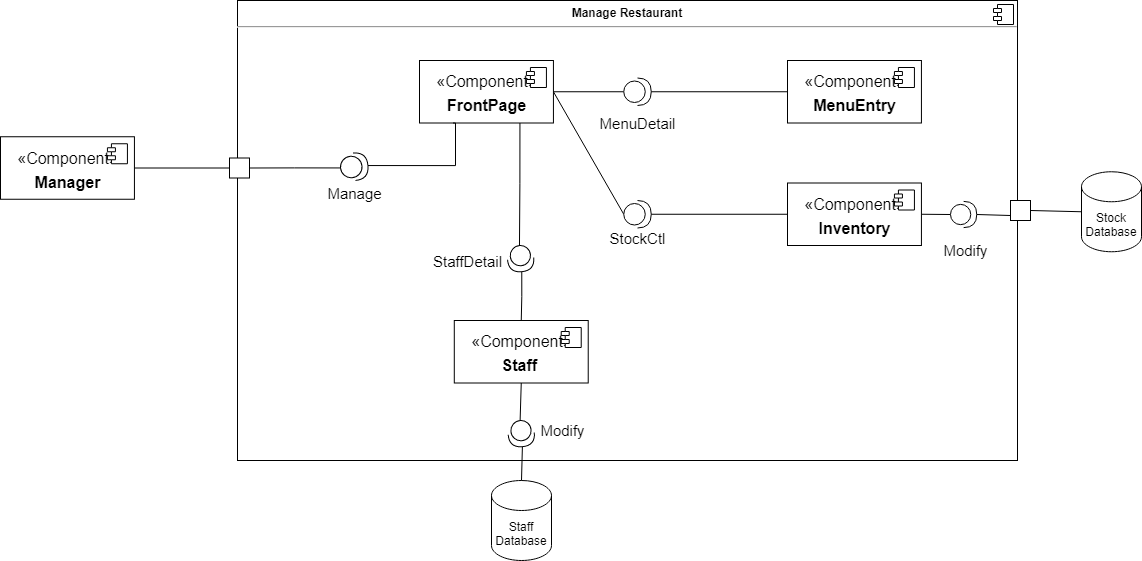 Manage Restaurant
«Component
FrontPage
«Component
MenuEntry
MenuDetail
«Component
Manager
Manage
«Component
Inventory
StockCtl
Modify
Stock
Database
StaffDetail
«Component
Staff
Modify
Staff
Database